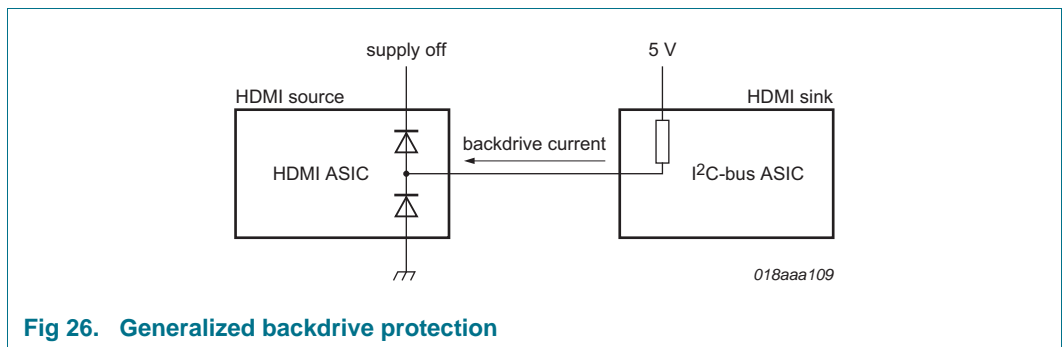 supply off
5 V
HDMI source
HDMI sink
backdrive current
HDMI ASIC
I2C-bus ASIC
018aaa109
Fig 26. Generalized backdrive protection